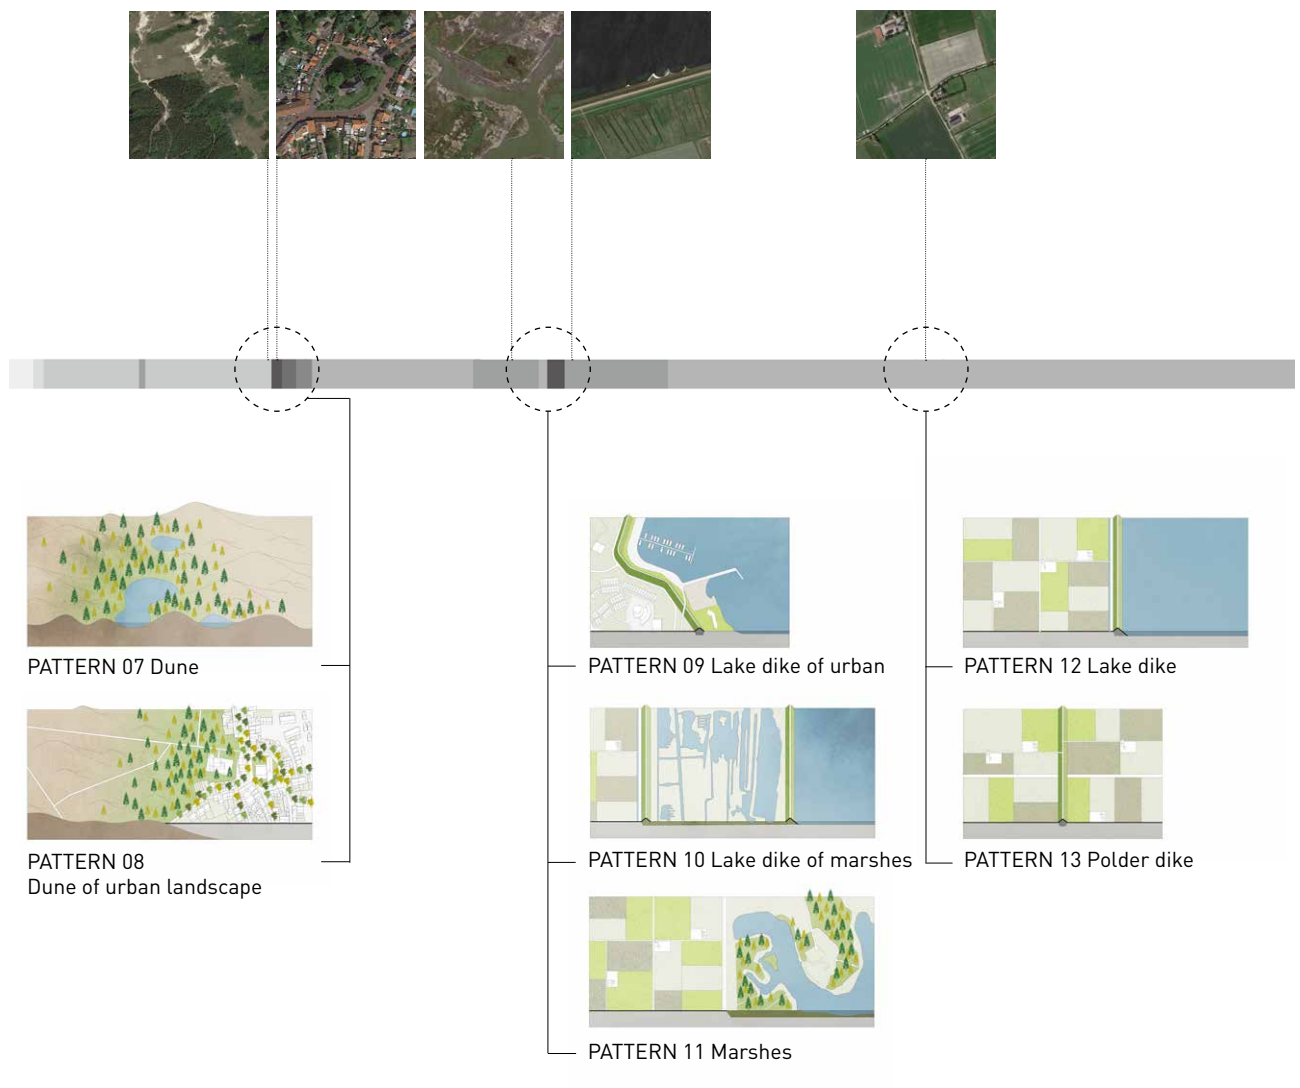 PATTERN 07 Dune
PATTERN 08
Dune of urban landscape
PATTERN 09 Lake dike of urban
PATTERN 10 Lake dike of marshes
PATTERN 11 Marshes
PATTERN 12 Lake dike
PATTERN 13 Polder dike